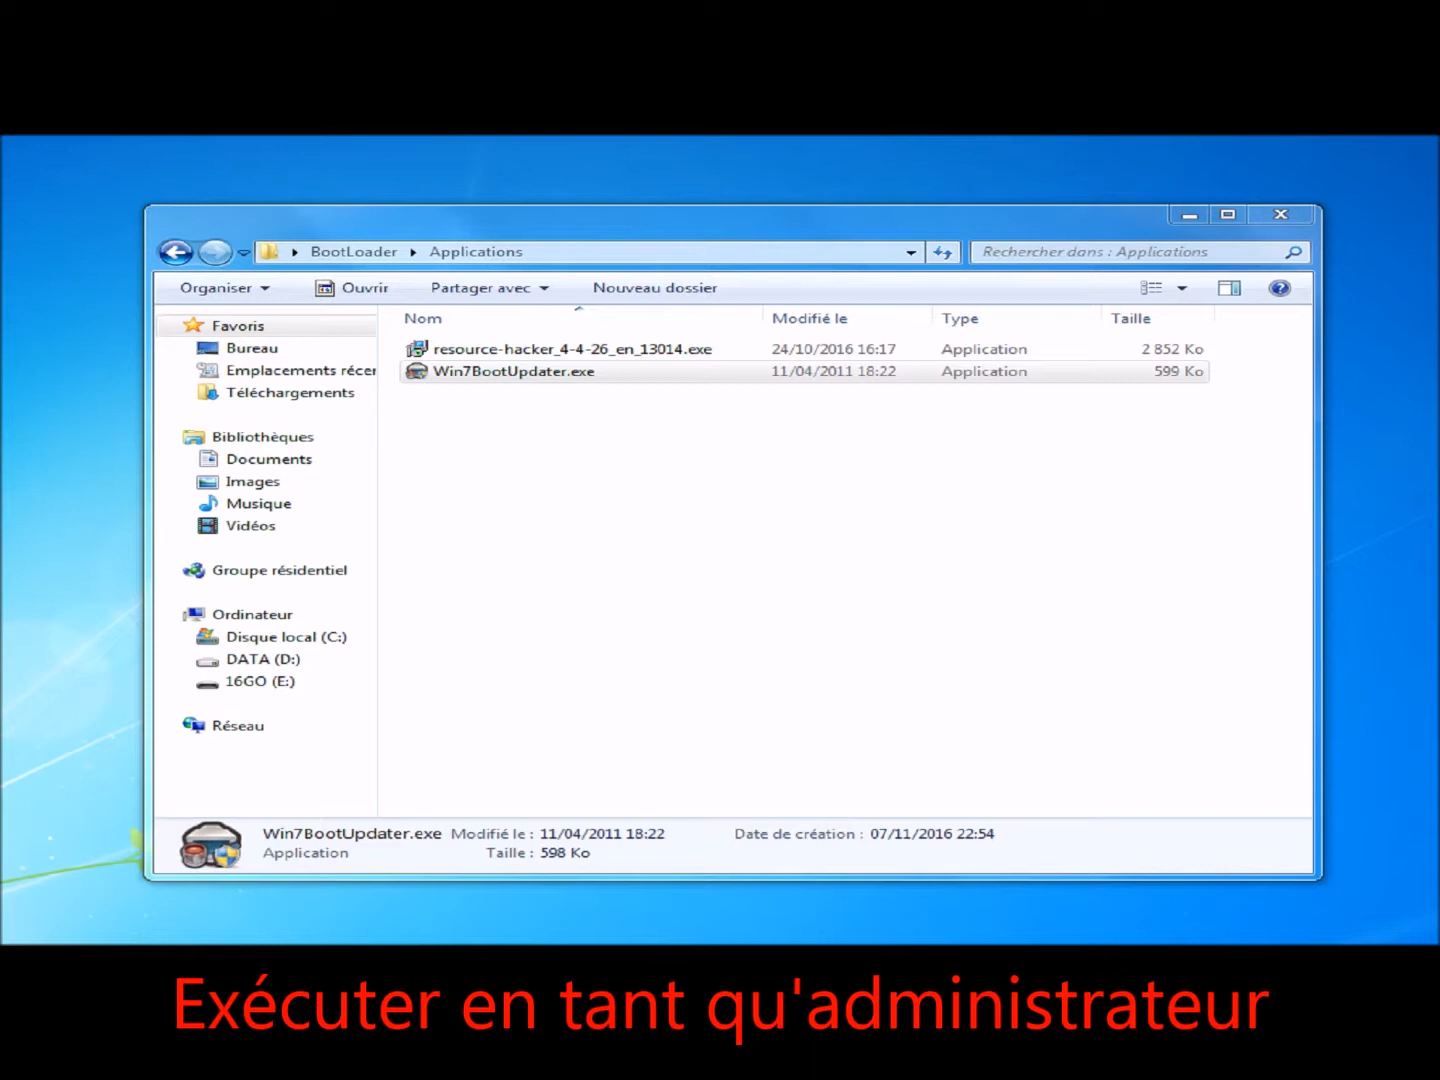 BootLoader Applications
Rechercher dans : Applications
Organiser Ouvrir Partager avec Nouveau dossier
Nom Modifié le Type Taille
resource-hacker_4-4-26_en_13014.exe 24/10/2016 16:17 Application 2 852 Ko
Win7BootUpdater.exe 11/04/2011 18:22 Application 599 Ko
Favoris
Bureau
Emplacements récer
Téléchargements
Bibliothèques
Documents
Images
Musique
Vidéos
Groupe résidentiel
Ordinateur
Disque local (C:)
DATA (D:)
16GO (E:)
Réseau
Win7BootUpdater.exe Modifié le : 11/04/2011 18:22 Date de création : 07/11/2016 22:54
Application Taille : 598 Ko
Exécuter en tant qu'administrateur